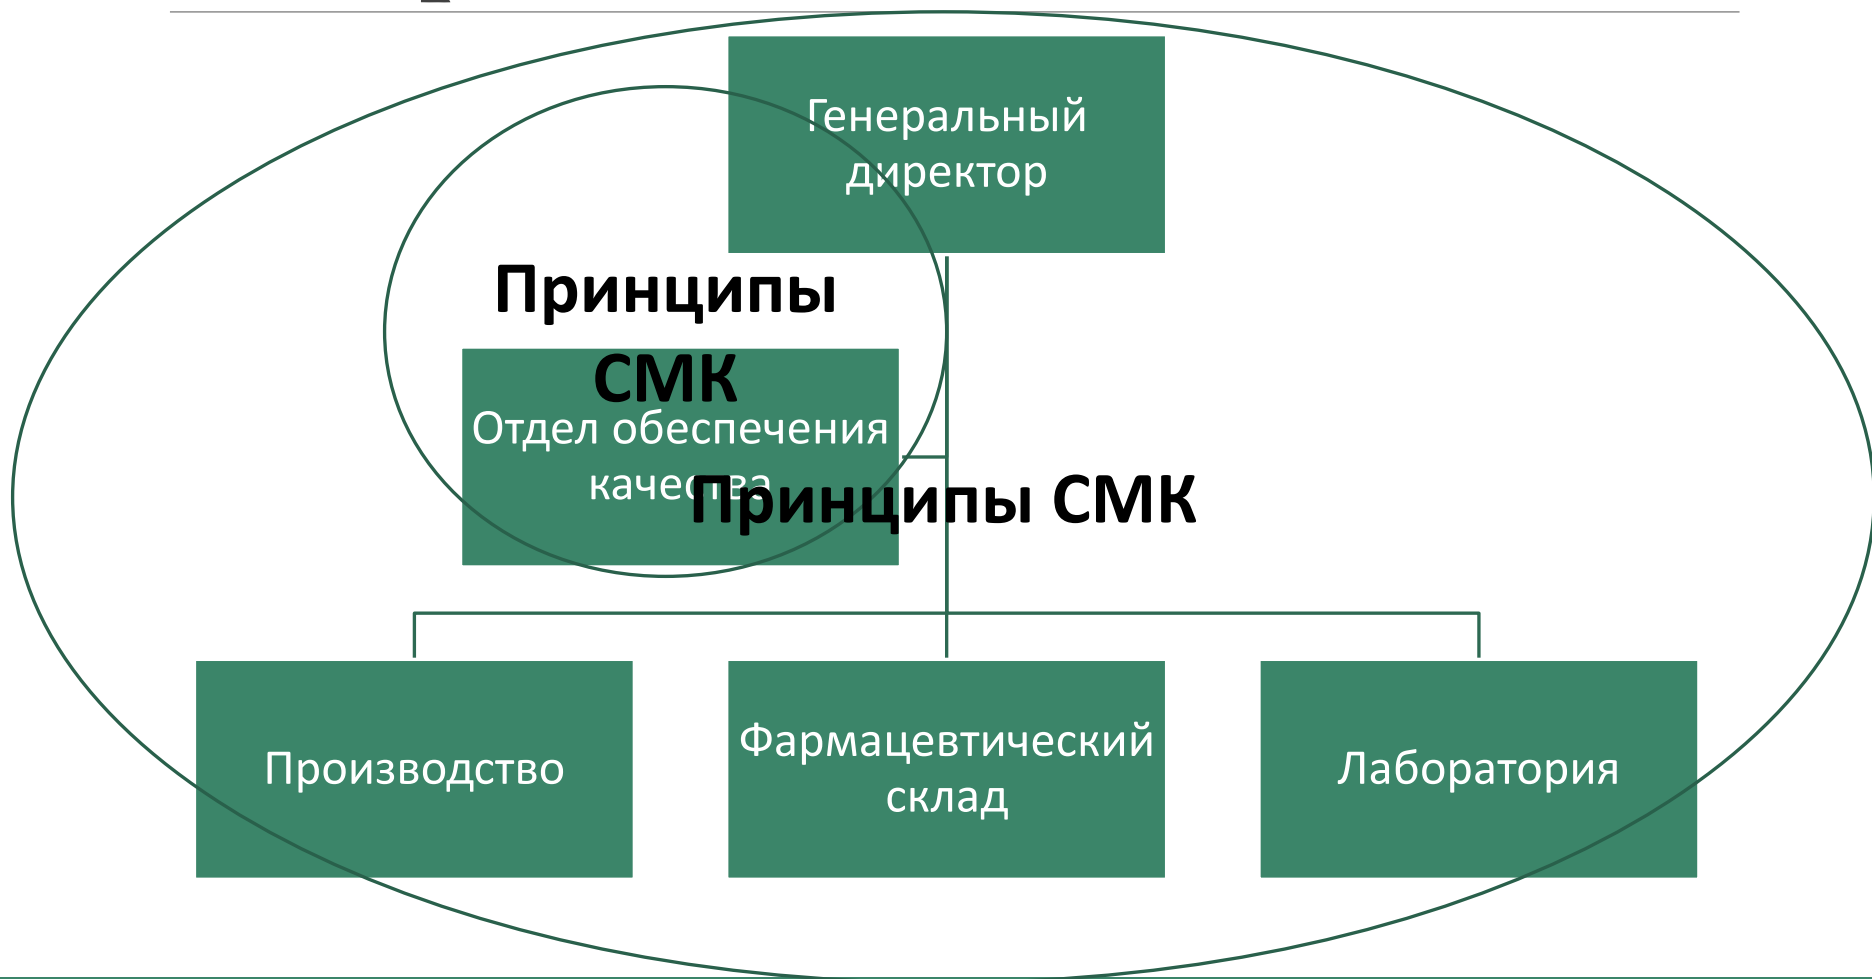 Генеральный
директор
Принципы
СМК
Отдел обеспечения
качества
Принципы СМК
Производство
Фармацевтический
склад
Лаборатория